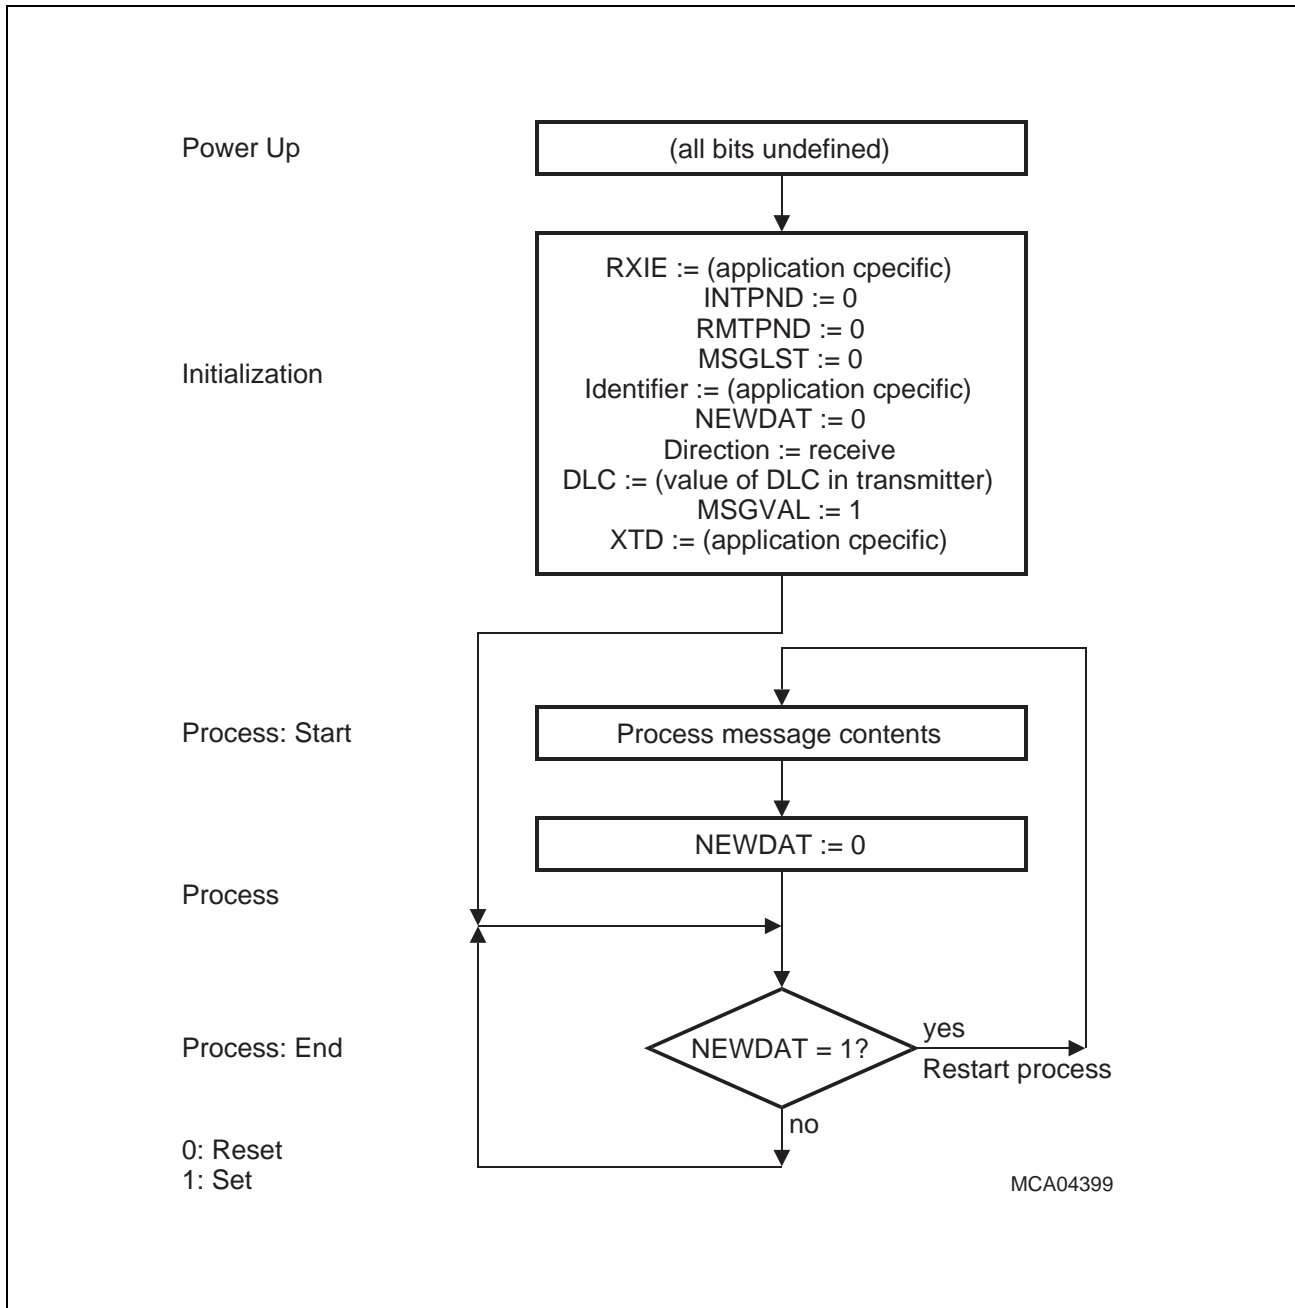 Power Up
(all bits undefined)
Initialization
RXIE := (application cpecific)
INTPND := 0
RMTPND := 0
MSGLST := 0
Identifier := (application cpecific)
NEWDAT := 0
Direction := receive
DLC := (value of DLC in transmitter)
MSGVAL := 1
XTD := (application cpecific)
Process: Start
Process message contents
NEWDAT := 0
Process
Process: End
NEWDAT = 1?
yes
Restart process
no
0: Reset
1: Set
MCA04399